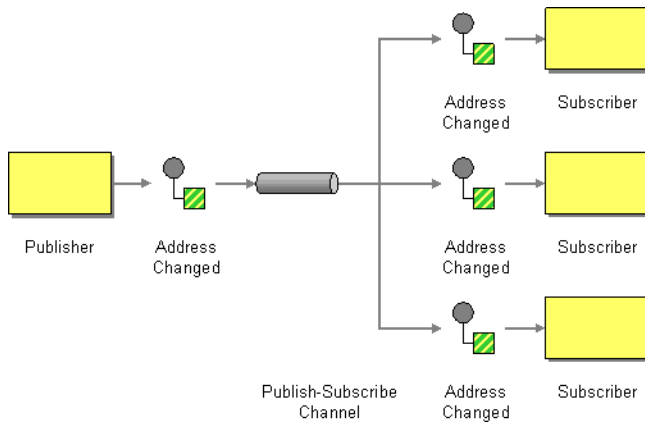 Address
Changed
Subscriber
Publisher
Address
Changed
Address
Changed
Subscriber
Publish-Subscribe
Channel
Address
Changed
Subscriber